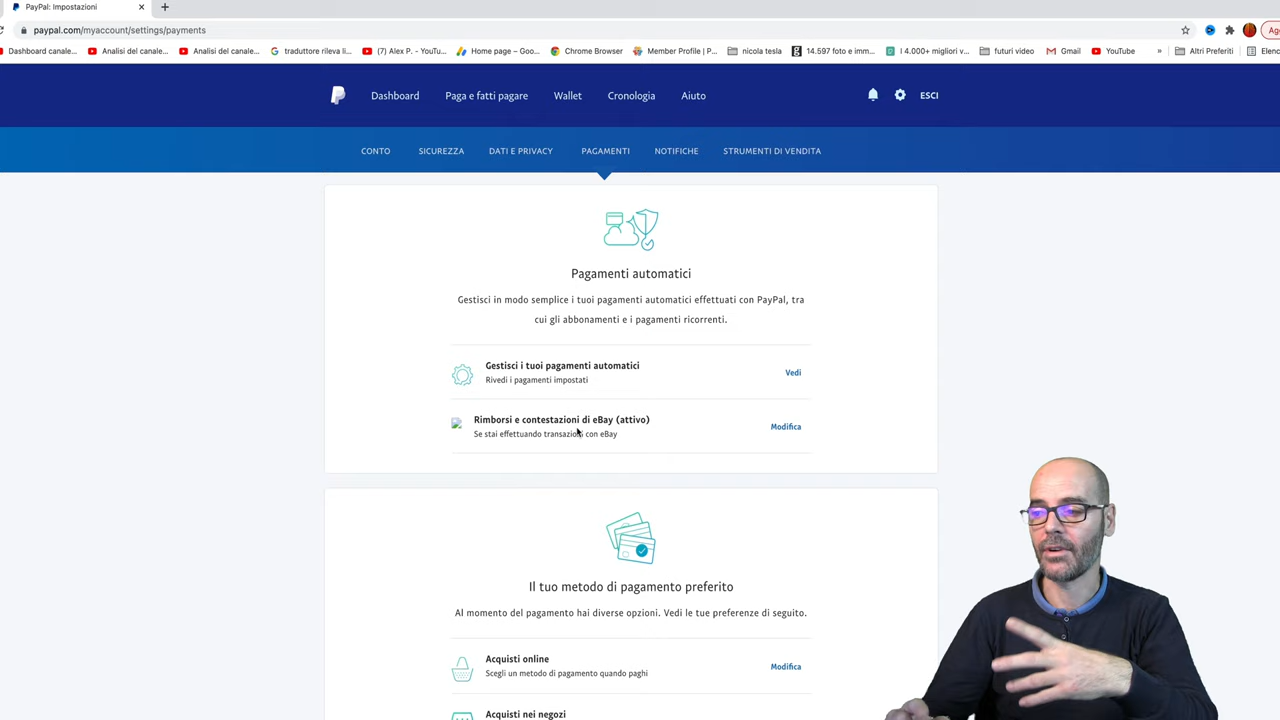 PayPal: Impostazioni
paypal.com/myaccount/settings/payments
Dashboard canale... Analisi del canale... Analisi del canale... traduttore rileva li... (7) Alex P. - YouTu... Home page – Goo... Chrome Browser Member Profile | P... nicola tesla 14.597 foto e imm... I 4.000+ migliori v... futuri video Gmail YouTube » Altri Preferiti
Dashboard Paga e fatti pagare Wallet Cronologia Aiuto ESCI
CONTO SICUREZZA DATI E PRIVACY PAGAMENTI NOTIFICHE STRUMENTI DI VENDITA
Pagamenti automatici
Gestisci in modo semplice i tuoi pagamenti automatici effettuati con PayPal, tra
cui gli abbonamenti e i pagamenti ricorrenti.
Gestisci i tuoi pagamenti automatici
Rivedi i pagamenti impostati
Vedi
Rimborsi e contestazioni di eBay (attivo)
Se stai effettuando transazioni con eBay
Modifica
Il tuo metodo di pagamento preferito
Al momento del pagamento hai diverse opzioni. Vedi le tue preferenze di seguito.
Acquisti online
Scegli un metodo di pagamento quando paghi
Modifica
Acquisti nei negozi